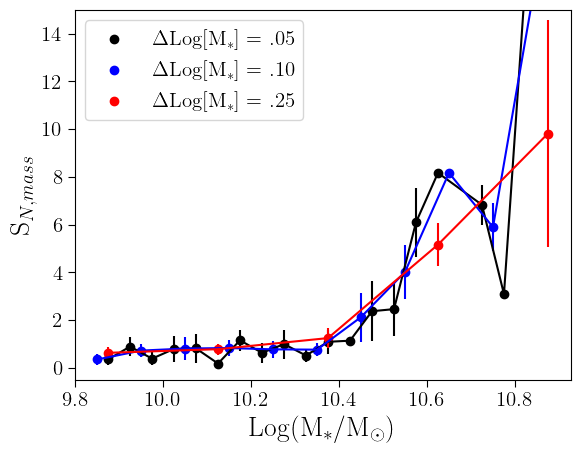 ΔLog[M*] = .05
ΔLog[M*] = .10
ΔLog[M*] = .25
S_N,mass
14
12
10
8
6
4
2
0
9.8 10.0 10.2 10.4 10.6 10.8
Log(M*/M⊙)